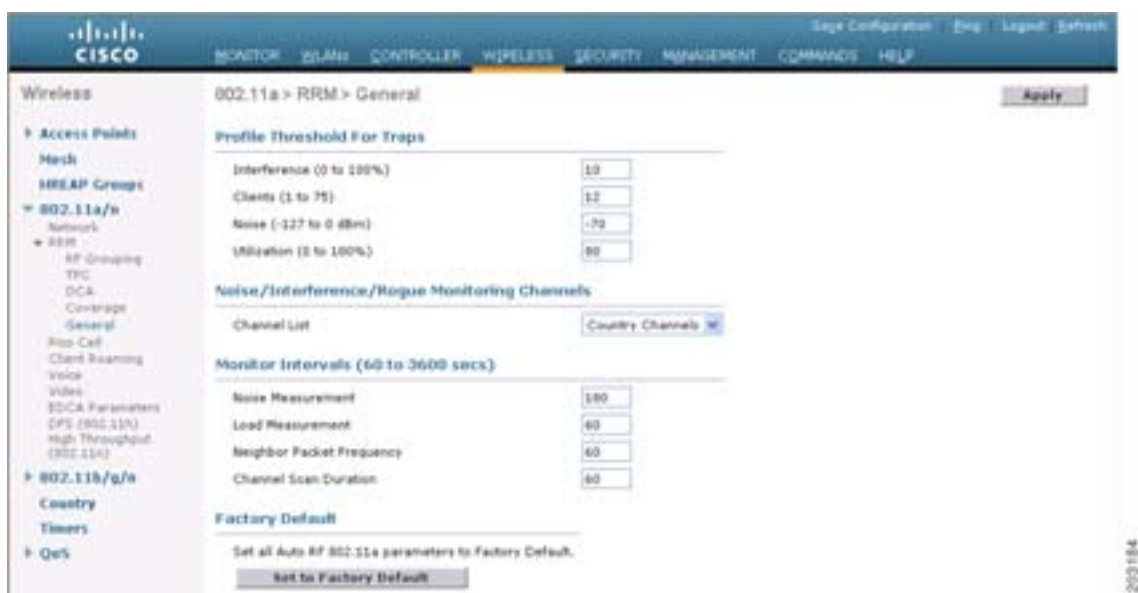 Save Configuration Ping Logout Refresh
CISCO
MONITOR WLANs CONTROLLER WIRELESS SECURITY MANAGEMENT COMMANDS HELP
Wireless
802.11a > RRM > General
Apply
Access Points
Mesh
HREAP Groups
802.11a/n
Network
RRM
RF Grouping
TPC
DCA
Coverage
General
Pico Cell
Client Roaming
Voice
Video
EDCA Parameters
DFS (802.11h)
High Throughput
(802.11n)
802.11b/g/n
Country
Timers
QoS
Profile Threshold For Traps
Interference (0 to 100%) 10
Clients (1 to 75) 12
Noise (-127 to 0 dBm) -70
Utilization (0 to 100%) 80
Noise/Interference/Rogue Monitoring Channels
Channel List Country Channels
Monitor Intervals (60 to 3600 secs)
Noise Measurement 180
Load Measurement 60
Neighbor Packet Frequency 60
Channel Scan Duration 60
Factory Default
Set all Auto RF 802.11a parameters to Factory Default.
Set to Factory Default
203184